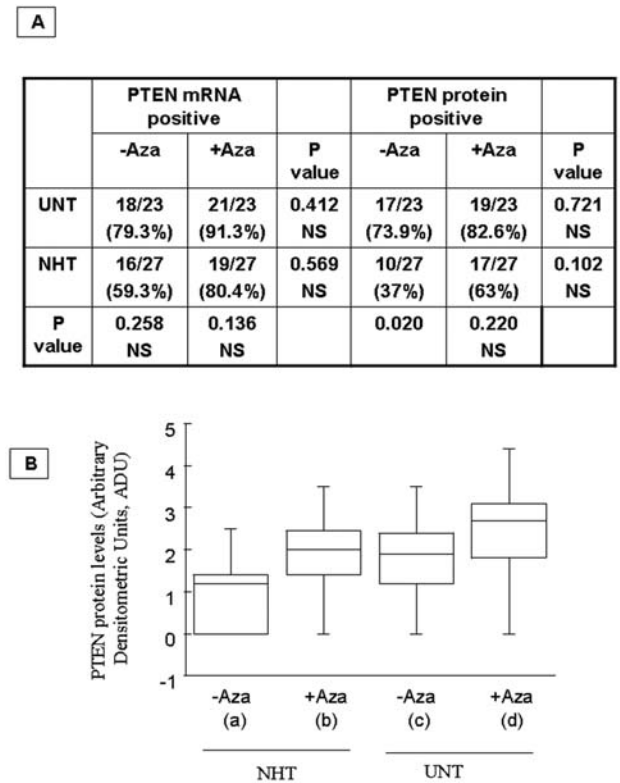 A
PTEN mRNA positive PTEN protein positive
-Aza +Aza P value -Aza +Aza P value
UNT 18/23 (79.3%) 21/23 (91.3%) 0.412 NS 17/23 (73.9%) 19/23 (82.6%) 0.721 NS
NHT 16/27 (59.3%) 19/27 (80.4%) 0.569 NS 10/27 (37%) 17/27 (63%) 0.102 NS
P value 0.258 NS 0.136 NS 0.020 0.220 NS
B
PTEN protein levels (Arbitrary
Densitometric Units, ADU)
5
4
3
2
1
0
-1
-Aza +Aza -Aza +Aza
(a) (b) (c) (d)
NHT UNT